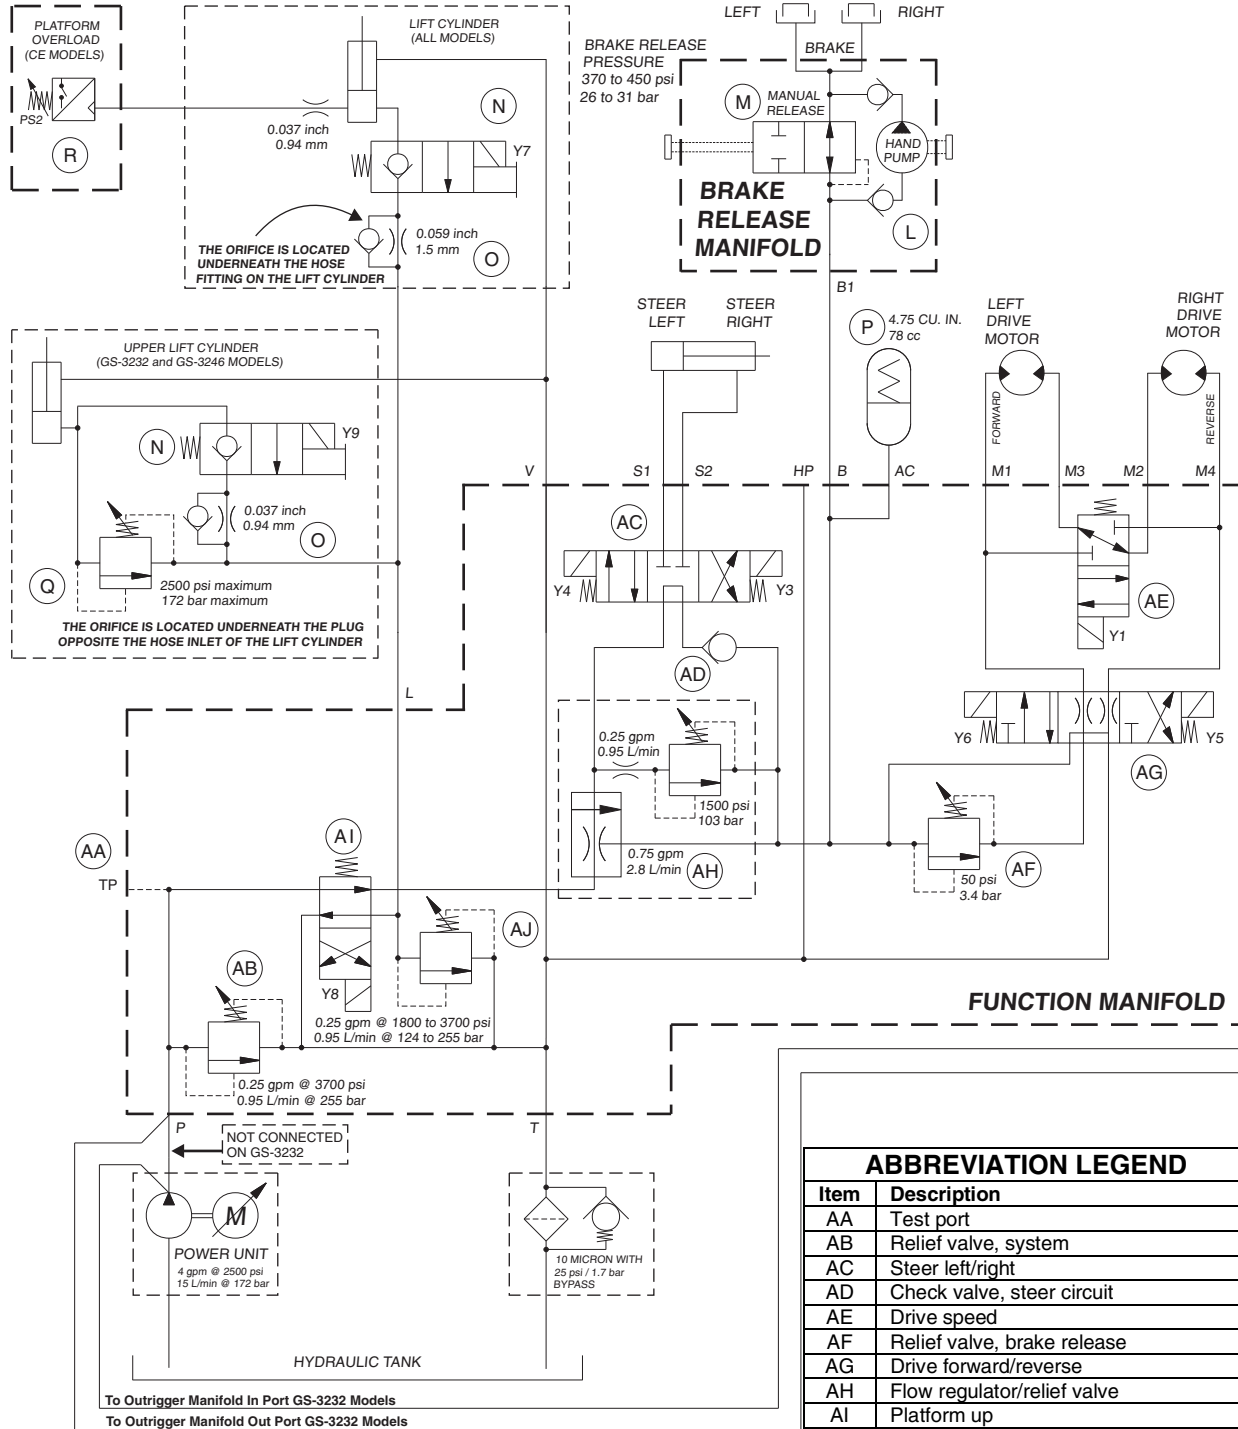 PLATFORM
OVERLOAD
(CE MODELS)
PS2
R
LIFT CYLINDER
(ALL MODELS)
0.037 inch
0.94 mm
N
Y7
0.059 inch
1.5 mm
O
THE ORIFICE IS LOCATED
UNDERNEATH THE HOSE
FITTING ON THE LIFT CYLINDER
LEFT
RIGHT
BRAKE
BRAKE RELEASE
PRESSURE
370 to 450 psi
26 to 31 bar
M
MANUAL
RELEASE
HAND
PUMP
BRAKE
RELEASE
MANIFOLD
L
B1
UPPER LIFT CYLINDER
(GS-3232 and GS-3246 MODELS)
N
Y9
0.037 inch
0.94 mm
O
Q
2500 psi maximum
172 bar maximum
THE ORIFICE IS LOCATED UNDERNEATH THE PLUG
OPPOSITE THE HOSE INLET OF THE LIFT CYLINDER
STEER
LEFT
STEER
RIGHT
P
4.75 CU. IN.
78 cc
LEFT
DRIVE
MOTOR
RIGHT
DRIVE
MOTOR
FORWARD
REVERSE
V
S1
S2
HP
B
AC
M1
M3
M2
M4
AC
Y4
Y3
AE
Y1
AD
L
0.25 gpm
0.95 L/min
1500 psi
103 bar
0.75 gpm
2.8 L/min
AH
Y6
Y5
AG
AF
50 psi
3.4 bar
AA
TP
AI
AJ
AB
Y8
0.25 gpm @ 1800 to 3700 psi
0.95 L/min @ 124 to 255 bar
0.25 gpm @ 3700 psi
0.95 L/min @ 255 bar
FUNCTION MANIFOLD
P
T
NOT CONNECTED
ON GS-3232
M
POWER UNIT
4 gpm @ 2500 psi
15 L/min @ 172 bar
10 MICRON WITH
25 psi / 1.7 bar
BYPASS
HYDRAULIC TANK
To Outrigger Manifold In Port GS-3232 Models
To Outrigger Manifold Out Port GS-3232 Models
ABBREVIATION LEGEND
Item Description
AA Test port
AB Relief valve, system
AC Steer left/right
AD Check valve, steer circuit
AE Drive speed
AF Relief valve, brake release
AG Drive forward/reverse
AH Flow regulator/relief valve
AI Platform up